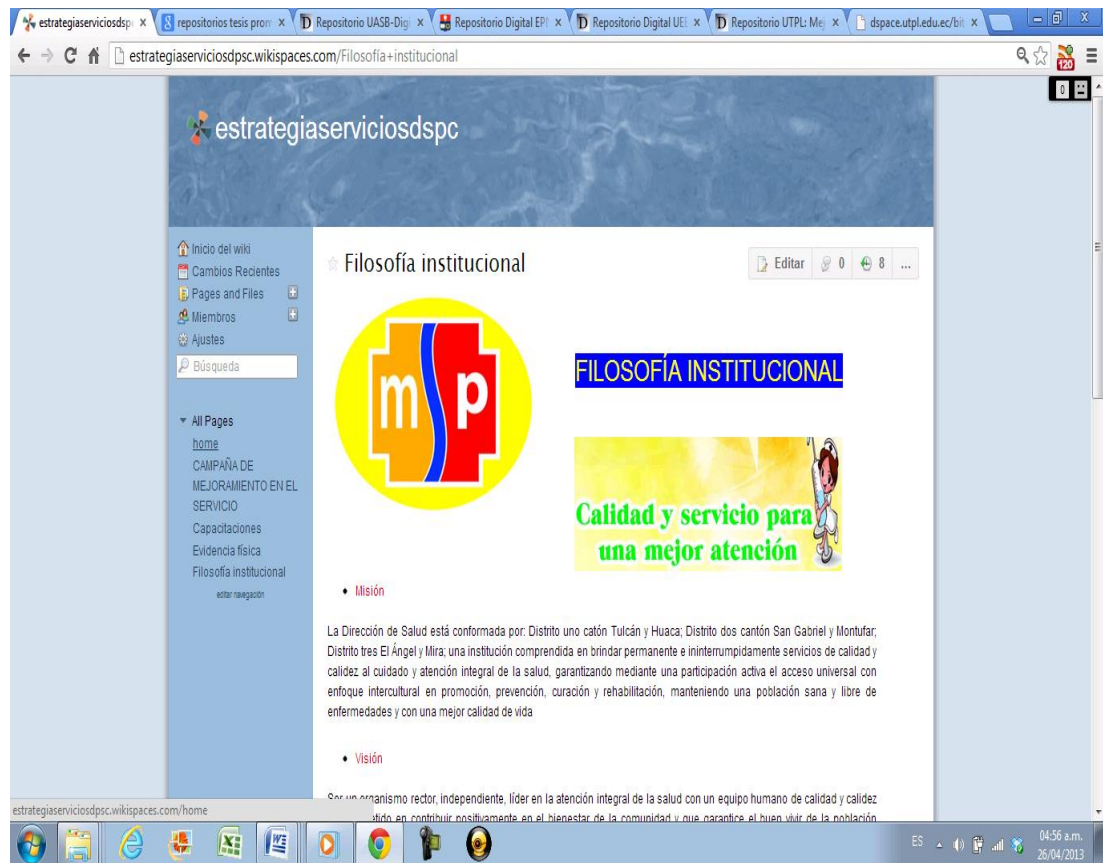 estrategiaserviciosdsp
repositorios tesis prom
Repositorio UASB-Digi
Repositorio Digital EPN
Repositorio Digital UEB
Repositorio UTPL: Mej
dspace.utpl.edu.ec/bit
estrategiaserviciosdpsc.wikispaces.com/Filosofía+institucional
120
0
estrategiaserviciosdspc
Inicio del wiki
Cambios Recientes
Pages and Files
Miembros
Ajustes
Búsqueda
All Pages
home
CAMPAÑA DE
MEJORAMIENTO EN EL
SERVICIO
Capacitaciones
Evidencia física
Filosofía institucional
editar navegación
Filosofía institucional
Editar 0 8 ...
msp
FILOSOFÍA INSTITUCIONAL
Calidad y servicio para
una mejor atención
• Misión
La Dirección de Salud está conformada por: Distrito uno catón Tulcán y Huaca; Distrito dos cantón San Gabriel y Montufar;
Distrito tres El Ángel y Mira; una institución comprendida en brindar permanente e ininterrumpidamente servicios de calidad y
calidez al cuidado y atención integral de la salud, garantizando mediante una participación activa el acceso universal con
enfoque intercultural en promoción, prevención, curación y rehabilitación, manteniendo una población sana y libre de
enfermedades y con una mejor calidad de vida
• Visión
Ser un organismo rector, independiente, líder en la atención integral de la salud con un equipo humano de calidad y calidez
en contribuir positivamente en el bienestar de la comunidad y que garantice el buen vivir de la población
estrategiaserviciosdpsc.wikispaces.com/home
ES
04:56 a.m.
26/04/2013